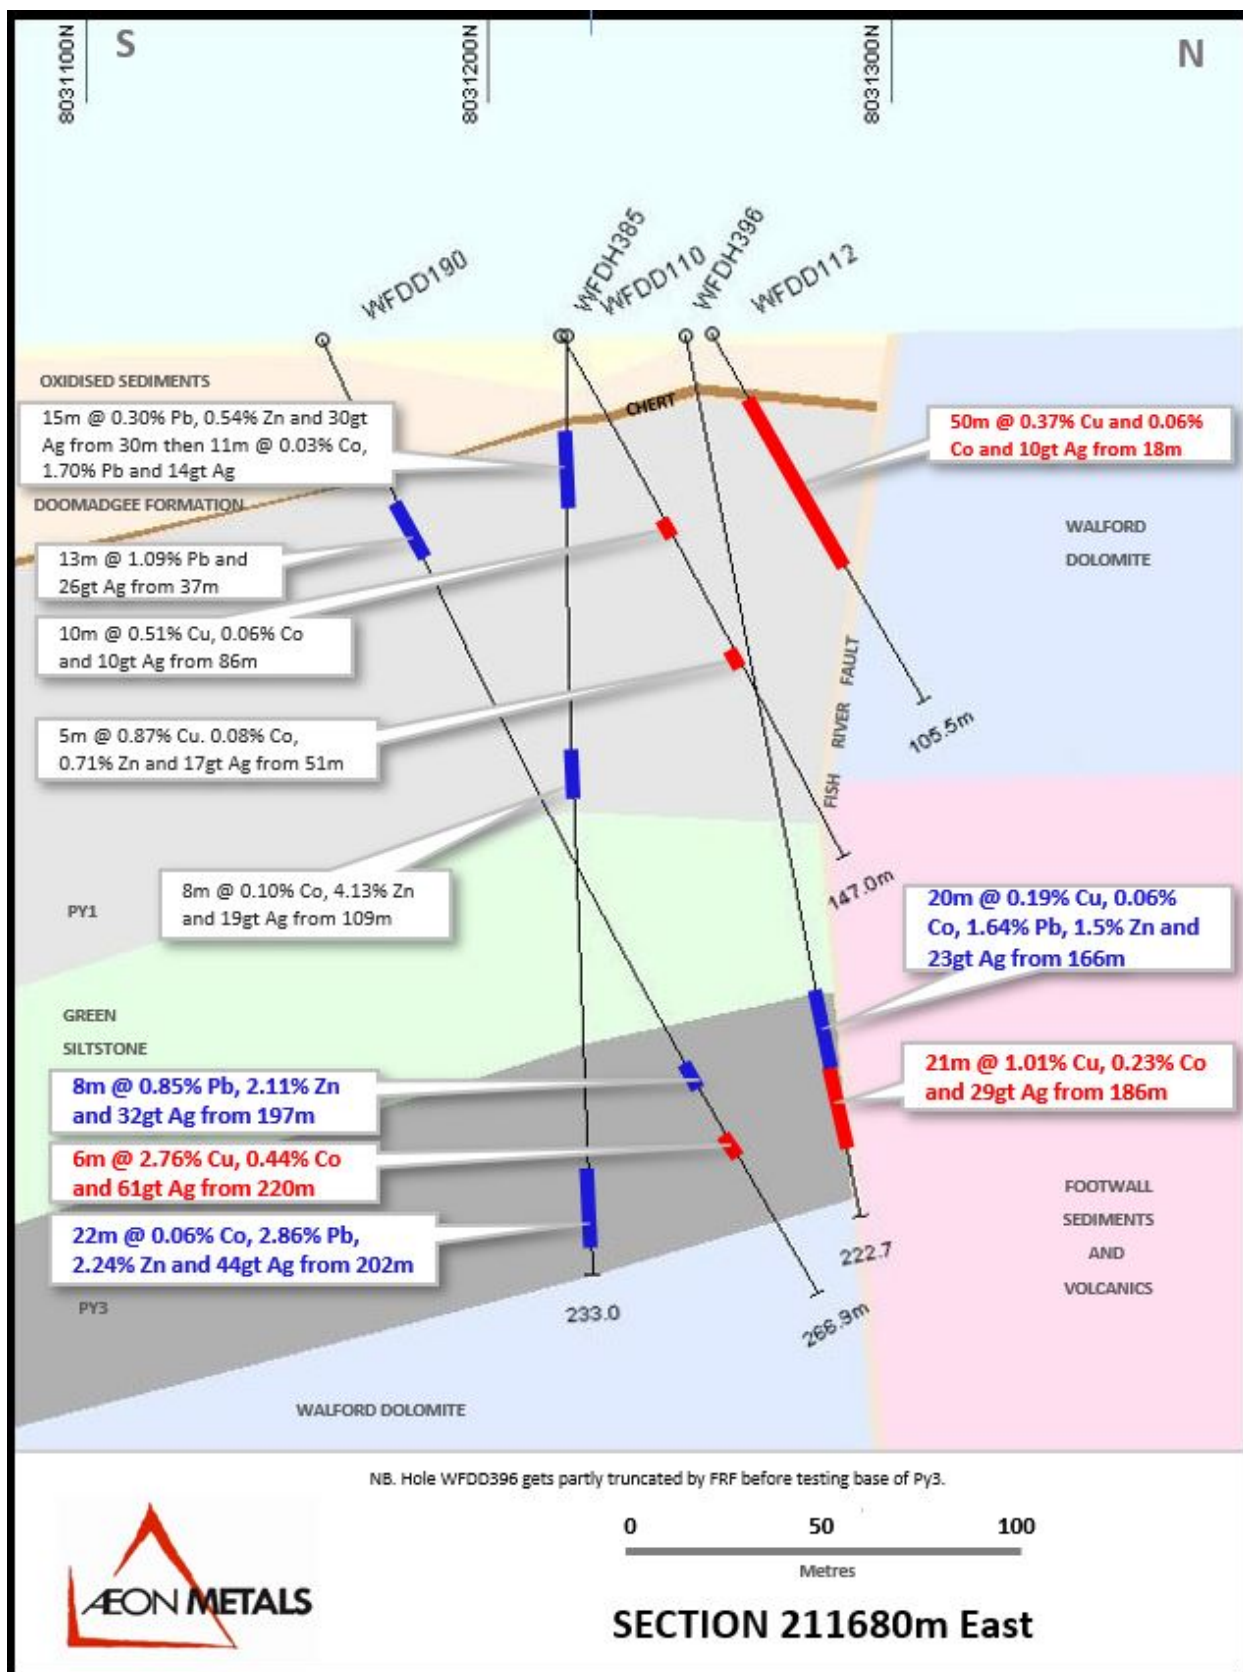 8031100N
S
8031200N
8031300N
N
WFDD190
WFDH385
WFDD110
WFDH396
WFDD112
OXIDISED SEDIMENTS
CHERT
15m @ 0.30% Pb, 0.54% Zn and 30gt
Ag from 30m then 11m @ 0.03% Co,
1.70% Pb and 14gt Ag
50m @ 0.37% Cu and 0.06%
Co and 10gt Ag from 18m
DOOMADGEE FORMATION
WALFORD
DOLOMITE
13m @ 1.09% Pb and
26gt Ag from 37m
10m @ 0.51% Cu, 0.06% Co
and 10gt Ag from 86m
FISH RIVER FAULT
105.5m
5m @ 0.87% Cu. 0.08% Co,
0.71% Zn and 17gt Ag from 51m
147.0m
8m @ 0.10% Co, 4.13% Zn
and 19gt Ag from 109m
PY1
20m @ 0.19% Cu, 0.06%
Co, 1.64% Pb, 1.5% Zn and
23gt Ag from 166m
GREEN
SILTSTONE
21m @ 1.01% Cu, 0.23% Co
and 29gt Ag from 186m
8m @ 0.85% Pb, 2.11% Zn
and 32gt Ag from 197m
6m @ 2.76% Cu, 0.44% Co
and 61gt Ag from 220m
FOOTWALL
SEDIMENTS
AND
VOLCANICS
22m @ 0.06% Co, 2.86% Pb,
2.24% Zn and 44gt Ag from 202m
222.7
PY3
233.0
266.9m
WALFORD DOLOMITE
NB. Hole WFDD396 gets partly truncated by FRF before testing base of Py3.
0 50 100
Metres
ÆON METALS
SECTION 211680m East